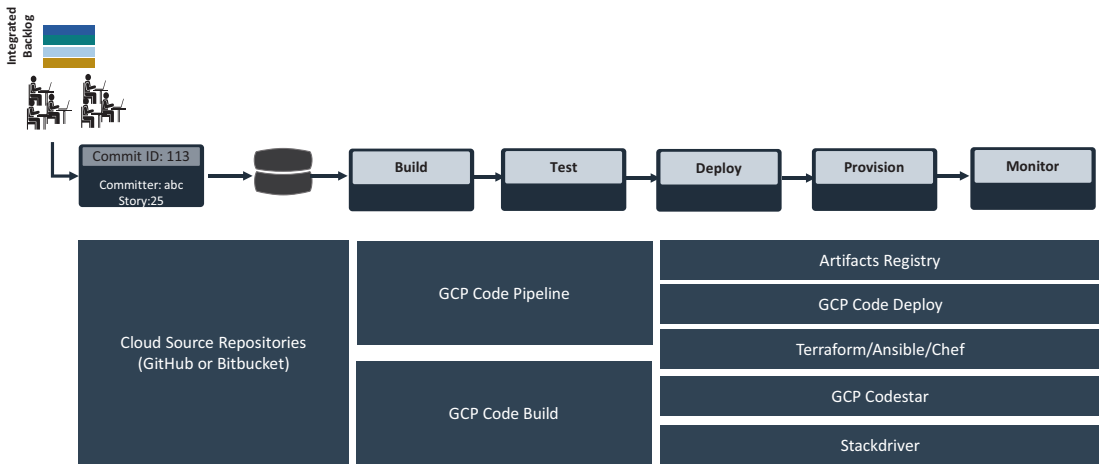 Integrated
Backlog
Commit ID: 113
Committer: abc
Story:25
Build
Test
Deploy
Provision
Monitor
Cloud Source Repositories
(GitHub or Bitbucket)
GCP Code Pipeline
GCP Code Build
Artifacts Registry
GCP Code Deploy
Terraform/Ansible/Chef
GCP Codestar
Stackdriver